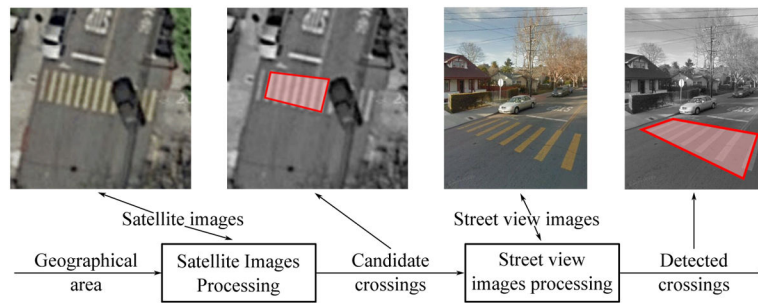 Satellite images
Street view images
Geographical
area
Satellite Images
Processing
Candidate
crossings
Street view
images processing
Detected
crossings